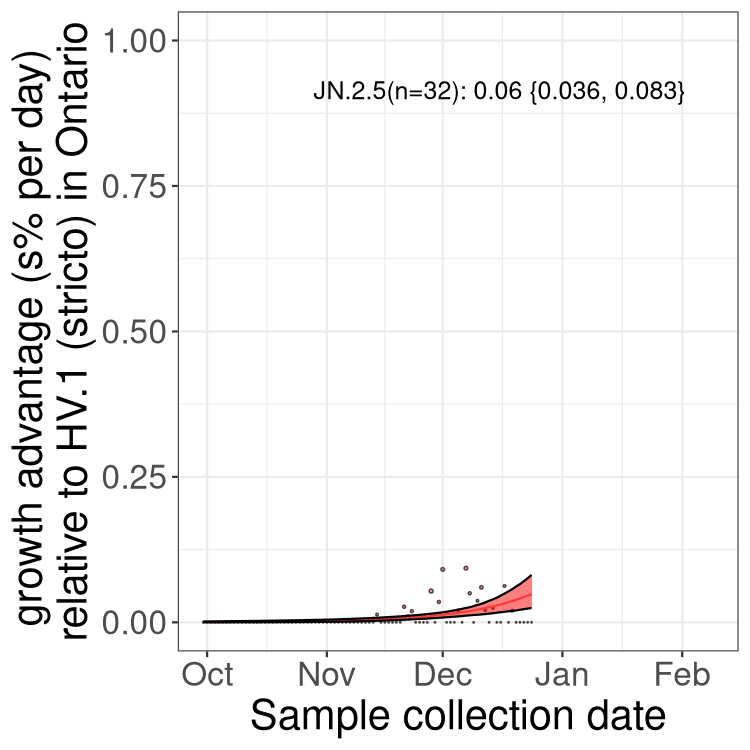 growth advantage (s% per day)
relative to HV.1 (stricto) in Ontario
1.00
0.75
0.50
0.25
0.00
JN.2.5(n=32): 0.06 {0.036, 0.083}
Oct
Nov
Dec
Jan
Feb
Sample collection date